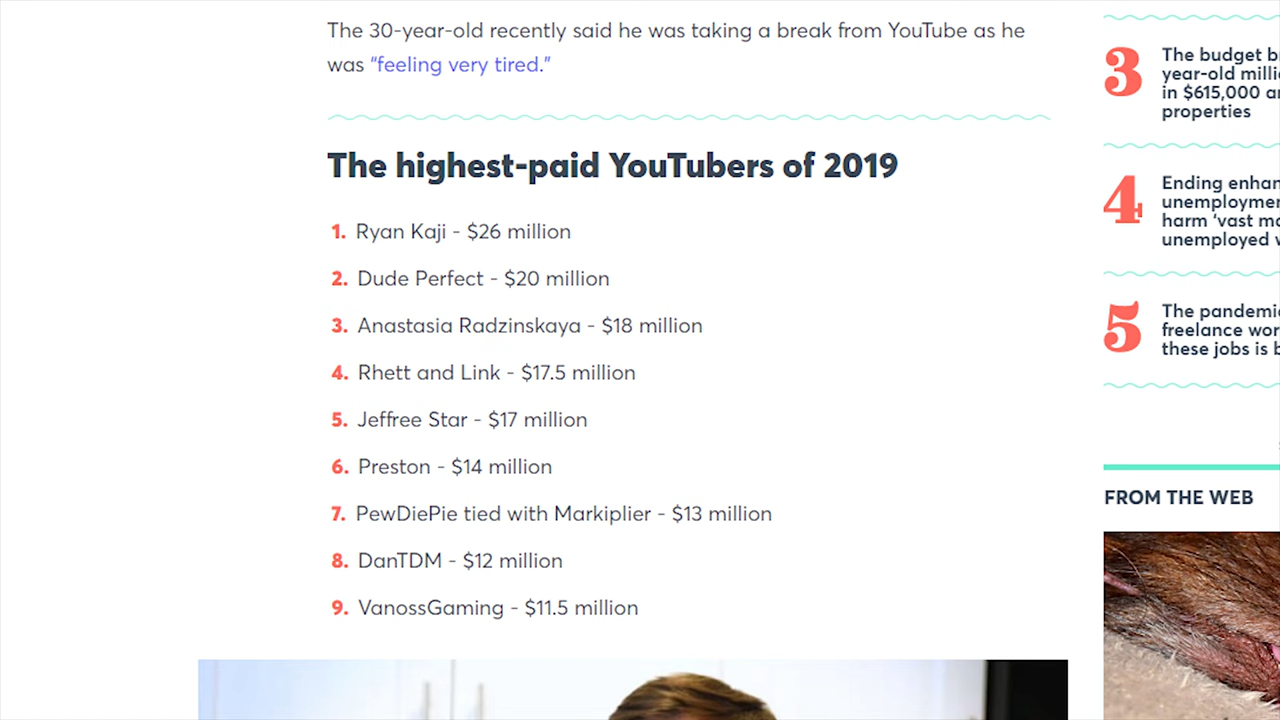 The 30-year-old recently said he was taking a break from YouTube as he
was “feeling very tired.”
The highest-paid YouTubers of 2019
1. Ryan Kaji - $26 million
2. Dude Perfect - $20 million
3. Anastasia Radzinskaya - $18 million
4. Rhett and Link - $17.5 million
5. Jeffree Star - $17 million
6. Preston - $14 million
7. PewDiePie tied with Markiplier - $13 million
8. DanTDM - $12 million
9. VanossGaming - $11.5 million
3
The budget
year-old
in $615,000
properties
4
Ending
harm ‘vast
unemployed
5
The
freelance
these jobs is
FROM THE WEB